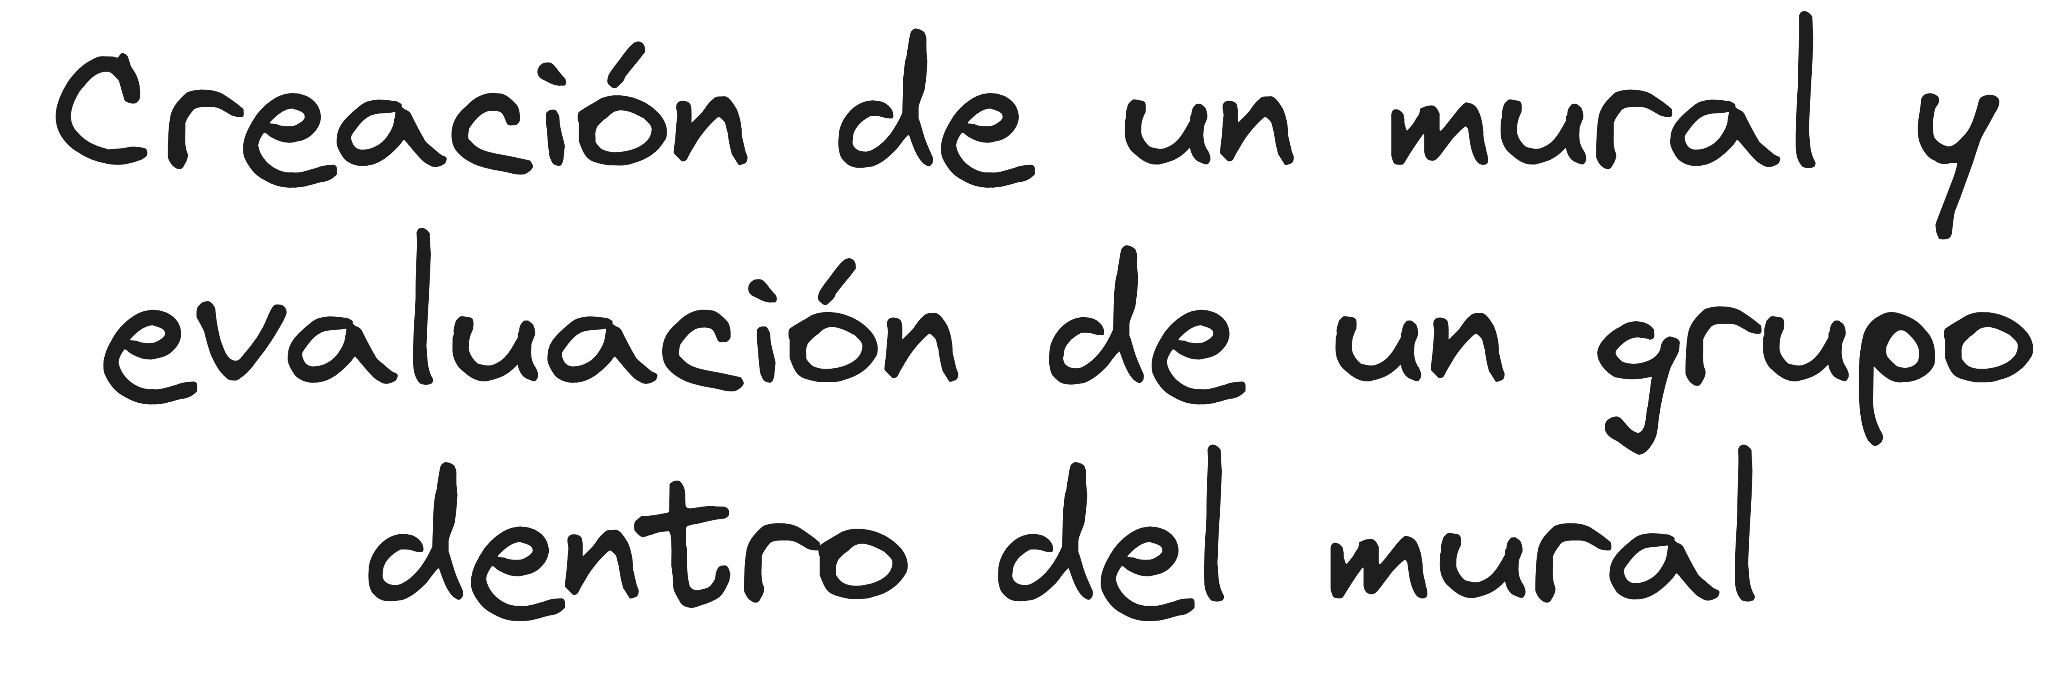 Creación de un mural y
evaluación de un grupo
dentro del mural